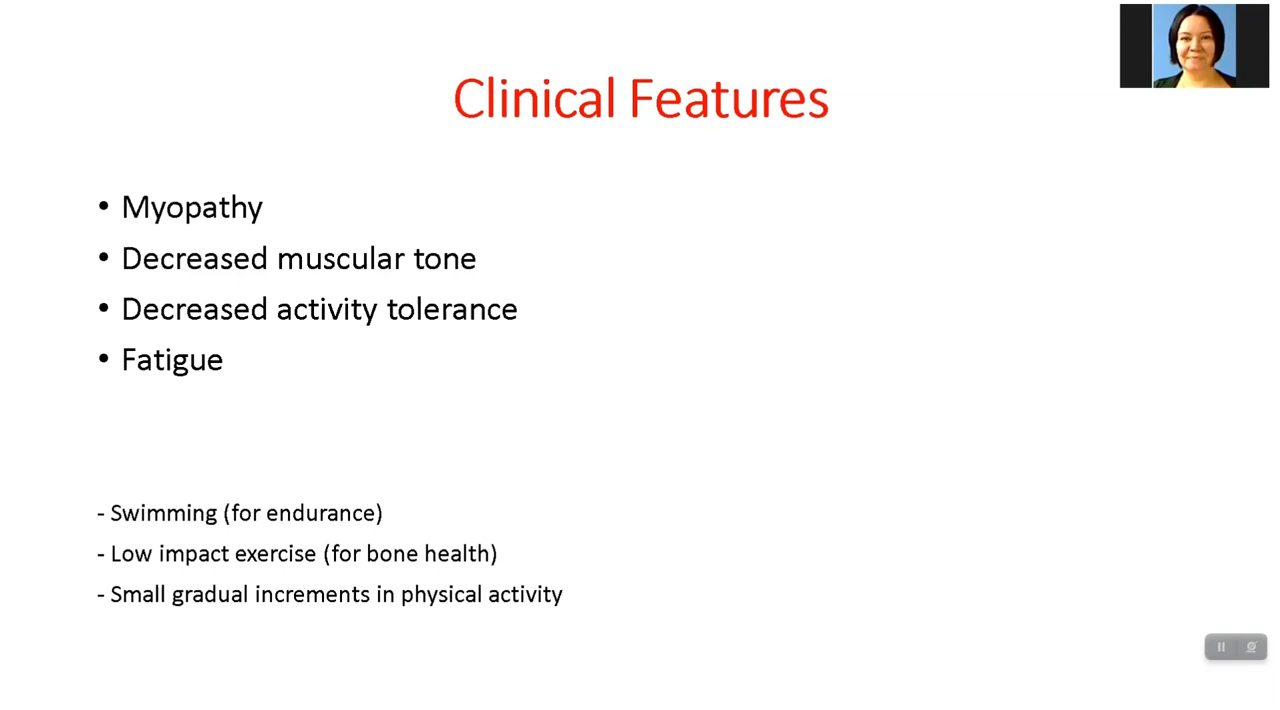 Clinical Features
• Myopathy
• Decreased muscular tone
• Decreased activity tolerance
• Fatigue
- Swimming (for endurance)
- Low impact exercise (for bone health)
- Small gradual increments in physical activity